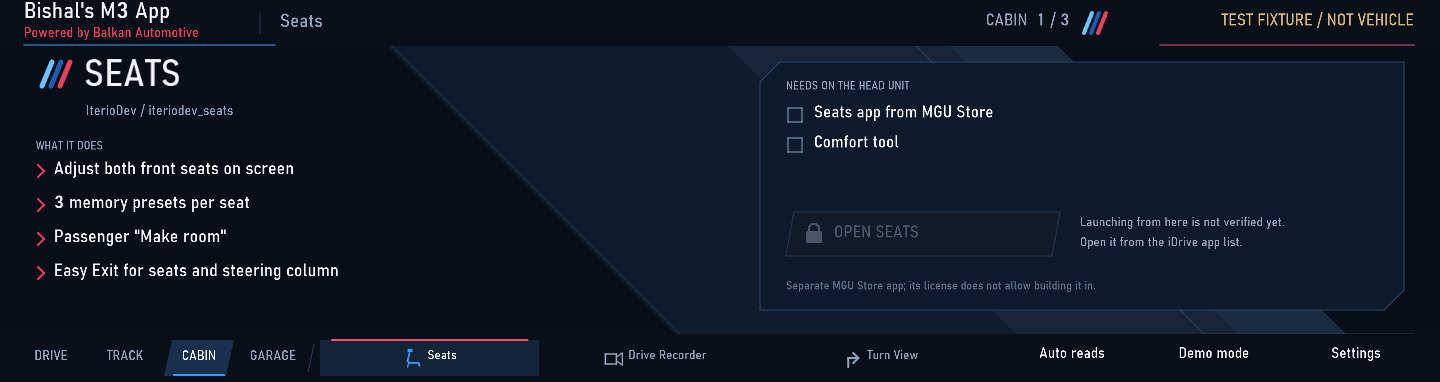 Bishal's M3 App
Powered by Balkan Automotive
Seats
CABIN 1 / 3
TEST FIXTURE / NOT VEHICLE
SEATS
IterioDev / iteriodev_seats
WHAT IT DOES
Adjust both front seats on screen
3 memory presets per seat
Passenger "Make room"
Easy Exit for seats and steering column
NEEDS ON THE HEAD UNIT
Seats app from MGU Store
Comfort tool
OPEN SEATS
Launching from here is not verified yet.
Open it from the iDrive app list.
Separate MGU Store app; its license does not allow building it in.
DRIVE
TRACK
CABIN
GARAGE
Seats
Drive Recorder
Turn View
Auto reads
Demo mode
Settings